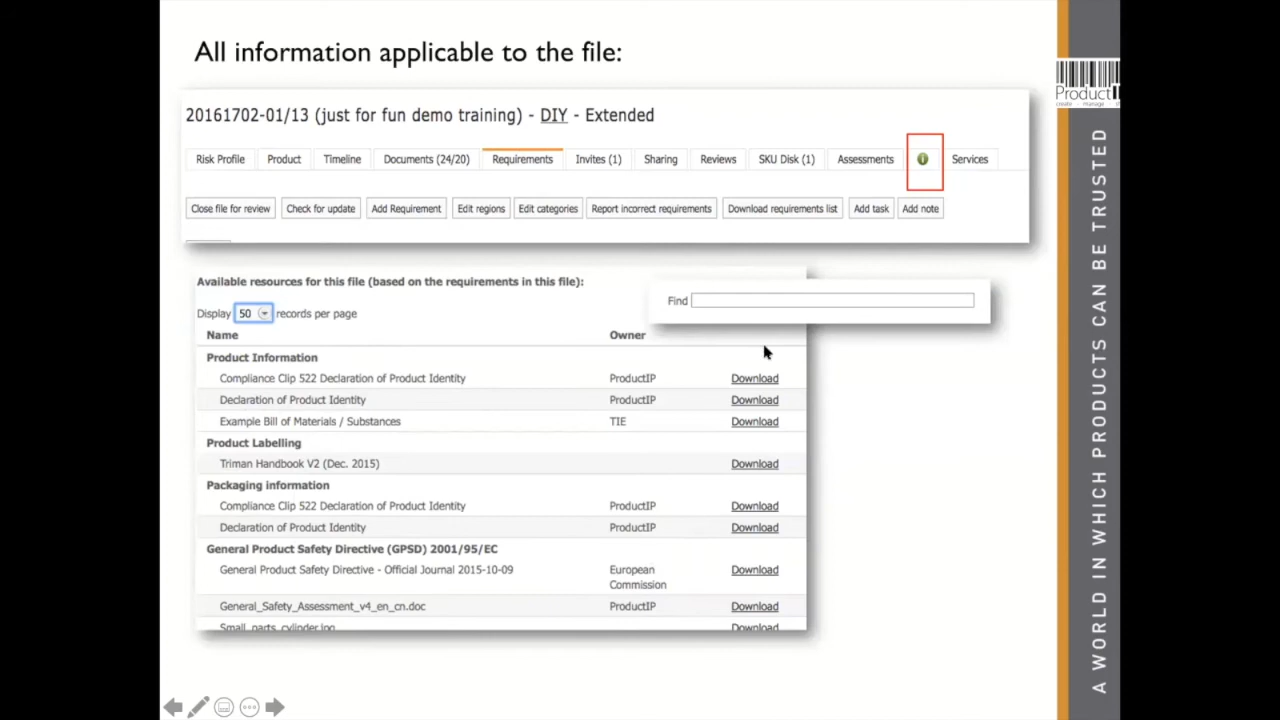 All information applicable to the file:
20161702-01/13 (just for fun demo training) - DIY - Extended
Risk Profile Product Timeline Documents (24/20) Requirements Invites (1) Sharing Reviews SKU Disk (1) Assessments i Services
Close file for review Check for update Add Requirement Edit regions Edit categories Report incorrect requirements Download requirements list Add task Add note
Available resources for this file (based on the requirements in this file):
Find
Display 50 records per page
Name Owner
Product Information
Compliance Clip 522 Declaration of Product Identity ProductIP Download
Declaration of Product Identity ProductIP Download
Example Bill of Materials / Substances TIE Download
Product Labelling
Triman Handbook V2 (Dec. 2015) Download
Packaging information
Compliance Clip 522 Declaration of Product Identity ProductIP Download
Declaration of Product Identity ProductIP Download
General Product Safety Directive (GPSD) 2001/95/EC
General Product Safety Directive - Official Journal 2015-10-09 European Commission Download
General_Safety_Assessment_v4_en_cn.doc ProductIP Download
Small_parts_cylinder.jpg Download
ProductI
create manage
A WORLD IN WHICH PRODUCTS CAN BE TRUSTED